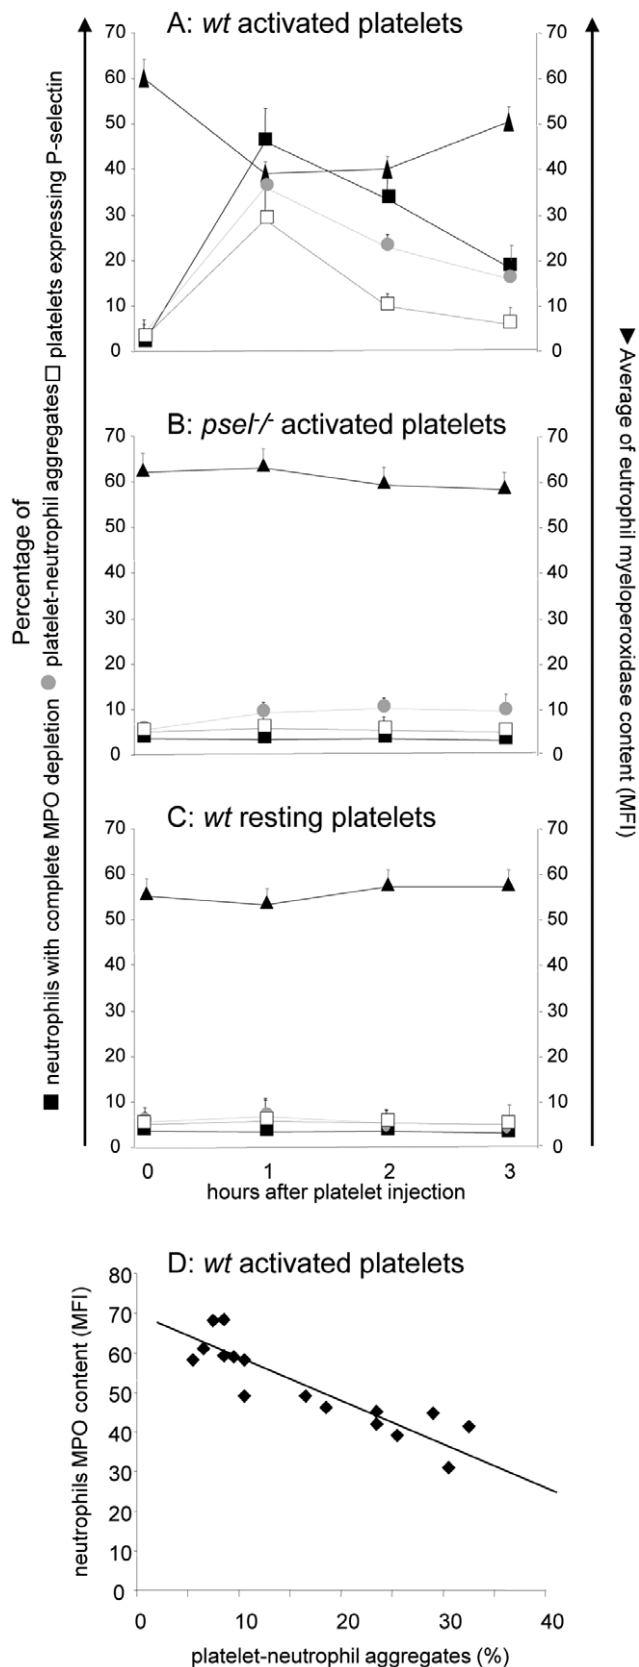 A: wt activated platelets
70 70
60 60
50 50
40 40
30 30
20 20
10 10
0 0
B: psel-/- activated platelets
70 70
60 60
50 50
40 40
30 30
20 20
10 10
0 0
C: wt resting platelets
70 70
60 60
50 50
40 40
30 30
20 20
10 10
0 0
0 1 2 3
hours after platelet injection
Percentage of
neutrophils with complete MPO depletion platelet-neutrophil aggregates platelets expressing P-selectin
Average of eutrophil myeloperoxidase content (MFI)
D: wt activated platelets
neutrophils MPO content (MFI)
80
70
60
50
40
30
20
10
0
0 10 20 30 40
platelet-neutrophil aggregates (%)